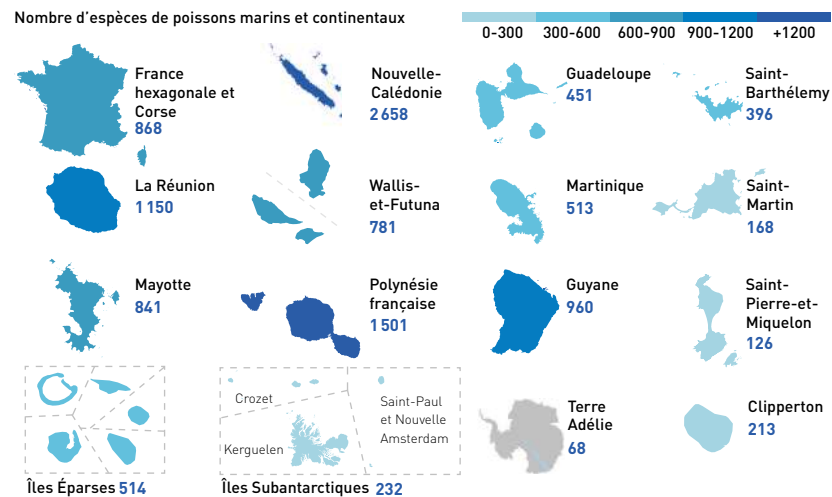 Nombre d'espèces de poissons marins et continentaux
0-300 300-600 600-900 900-1200 +1200
France
hexagonale et
Corse
868
Nouvelle-
Calédonie
2 658
Guadeloupe
451
Saint-
Barthélemy
396
La Réunion
1 150
Wallis-
et-Futuna
781
Martinique
513
Saint-
Martin
168
Mayotte
841
Polynésie
française
1 501
Guyane
960
Saint-
Pierre-et-
Miquelon
126
Crozet
Kerguelen
Saint-Paul
et Nouvelle
Amsterdam
Terre
Adélie
68
Clipperton
213
Îles Éparses 514
Îles Subantarctiques 232